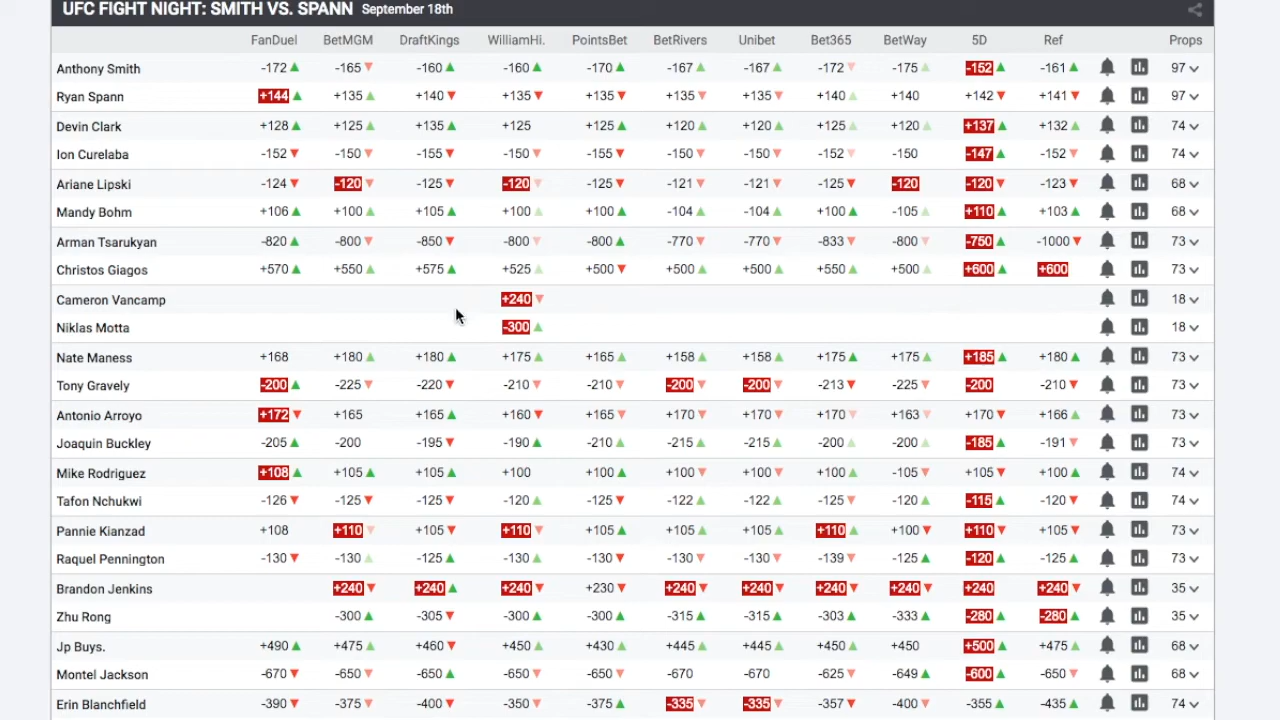 UFC FIGHT NIGHT: SMITH VS. SPANN September 18th
FanDuel BetMGM DraftKings WilliamHi. PointsBet BetRivers Unibet Bet365 BetWay 5D Ref Props
Anthony Smith -172 -165 -160 -160 -170 -167 -167 -172 -175 -152 -161 97
Ryan Spann +144 +135 +140 +135 +135 +135 +135 +140 +140 +142 +141 97
Devin Clark +128 +125 +135 +125 +125 +120 +120 +125 +120 +137 +132 74
Ion Curelaba -152 -150 -155 -150 -155 -150 -150 -152 -150 -147 -152 74
Ariane Lipski -124 -120 -125 -120 -125 -121 -121 -125 -120 -120 -123 68
Mandy Bohm +106 +100 +105 +100 +100 -104 -104 +100 -105 +110 +103 68
Arman Tsarukyan -820 -800 -850 -800 -800 -770 -770 -833 -800 -750 -1000 73
Christos Giagos +570 +550 +575 +525 +500 +500 +500 +550 +500 +600 +600 73
Cameron Vancamp +240 18
Niklas Motta -300 18
Nate Maness +168 +180 +180 +175 +165 +158 +158 +175 +175 +185 +180 73
Tony Gravely -200 -225 -220 -210 -210 -200 -200 -213 -225 -200 -210 73
Antonio Arroyo +172 +165 +165 +160 +165 +170 +170 +170 +163 +170 +166 73
Joaquin Buckley -205 -200 -195 -190 -210 -215 -215 -200 -200 -185 -191 73
Mike Rodriguez +108 +105 +105 +100 +100 +100 +100 +100 -105 +105 +100 74
Tafon Nchukwi -126 -125 -125 -120 -125 -122 -122 -125 -120 -115 -120 74
Pannie Kianzad +108 +110 +105 +110 +105 +105 +105 +110 +100 +110 +105 73
Raquel Pennington -130 -130 -125 -130 -130 -130 -130 -139 -125 -120 -125 73
Brandon Jenkins +240 +240 +240 +230 +240 +240 +240 +240 +240 +240 35
Zhu Rong -300 -305 -300 -300 -315 -315 -303 -333 -280 -280 35
Jp Buys. +490 +475 +460 +450 +430 +445 +445 +450 +450 +500 +475 68
Montel Jackson -670 -650 -650 -650 -650 -670 -670 -625 -649 -600 -650 68
Erin Blanchfield -390 -375 -400 -350 -375 -335 -335 -357 -400 -355 -435 74